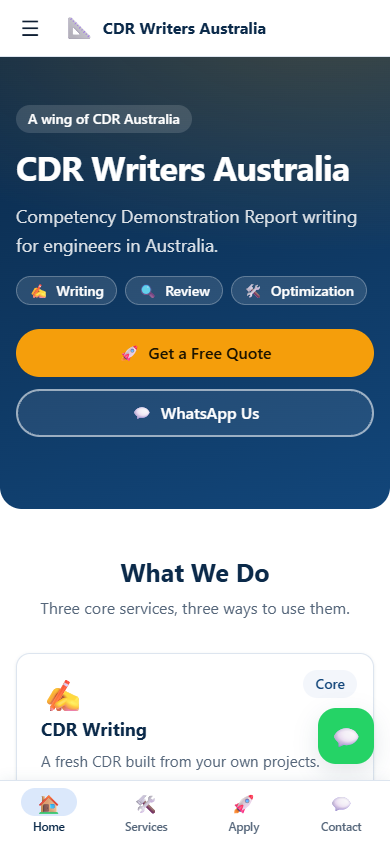 CDR Writers Australia
A wing of CDR Australia
CDR Writers Australia
Competency Demonstration Report writing
for engineers in Australia.
Writing
Review
Optimization
Get a Free Quote
WhatsApp Us
What We Do
Three core services, three ways to use them.
Core
CDR Writing
A fresh CDR built from your own projects.
Home
Services
Apply
Contact